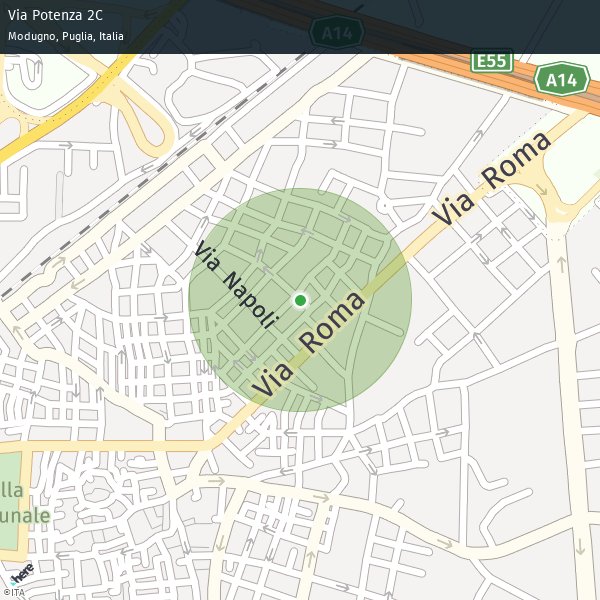 Via Potenza 2C
Modugno, Puglia, Italia
A14
E55
A14
Via Roma
Via Napoli
Via Roma
lla
unale
here
©ITA